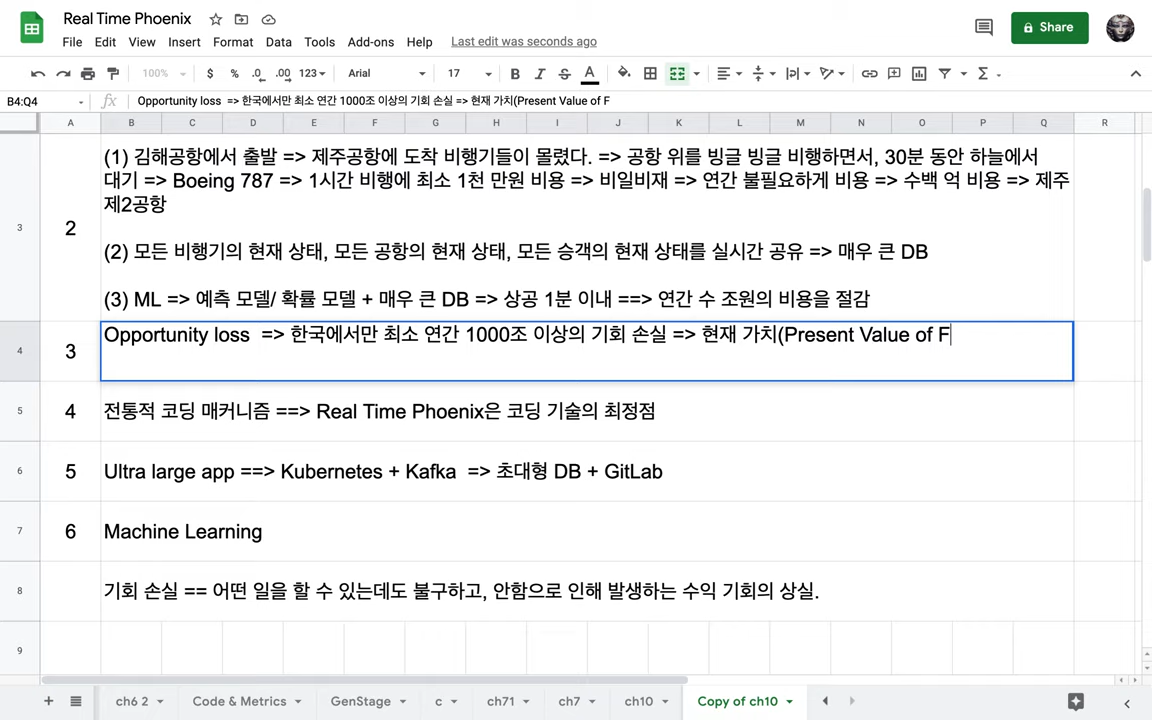 Real Time Phoenix
File Edit View Insert Format Data Tools Add-ons Help Last edit was seconds ago
Share
100% $ % .0 .00 123 Arial 17 B I S A
B4:Q4 fx Opportunity loss => 한국에서만 최소 연간 1000조 이상의 기회 손실 => 현재 가치(Present Value of F
A B C D E F G H I J K L M N O P Q R
3 2 (1) 김해공항에서 출발 => 제주공항에 도착 비행기들이 몰렸다. => 공항 위를 빙글 빙글 비행하면서, 30분 동안 하늘에서
대기 => Boeing 787 => 1시간 비행에 최소 1천 만원 비용 => 비일비재 => 연간 불필요하게 비용 => 수백 억 비용 => 제주
제2공항
(2) 모든 비행기의 현재 상태, 모든 공항의 현재 상태, 모든 승객의 현재 상태를 실시간 공유 => 매우 큰 DB
(3) ML => 예측 모델/ 확률 모델 + 매우 큰 DB => 상공 1분 이내 ==> 연간 수 조원의 비용을 절감
4 3 Opportunity loss => 한국에서만 최소 연간 1000조 이상의 기회 손실 => 현재 가치(Present Value of F
5 4 전통적 코딩 매커니즘 ==> Real Time Phoenix은 코딩 기술의 최정점
6 5 Ultra large app ==> Kubernetes + Kafka => 초대형 DB + GitLab
7 6 Machine Learning
8 기회 손실 == 어떤 일을 할 수 있는데도 불구하고, 안함으로 인해 발생하는 수익 기회의 상실.
9
ch6 2 Code & Metrics GenStage c ch71 ch7 ch10 Copy of ch10